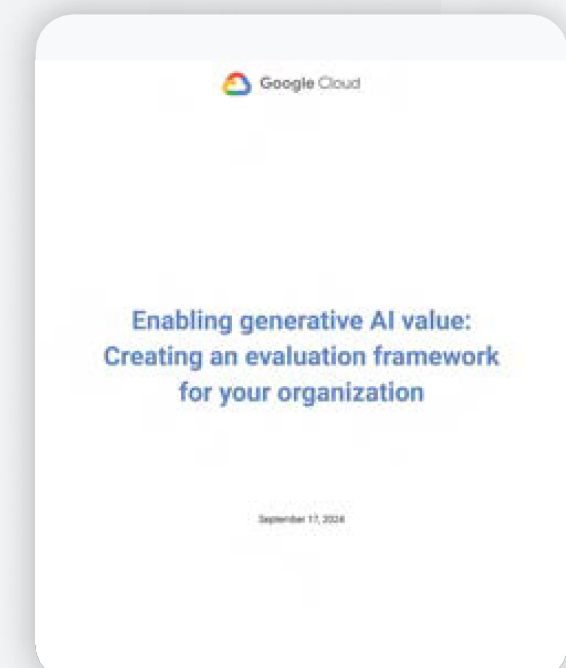 Google Cloud
Enabling generative AI value:
Creating an evaluation framework
for your organization
September 17, 2024